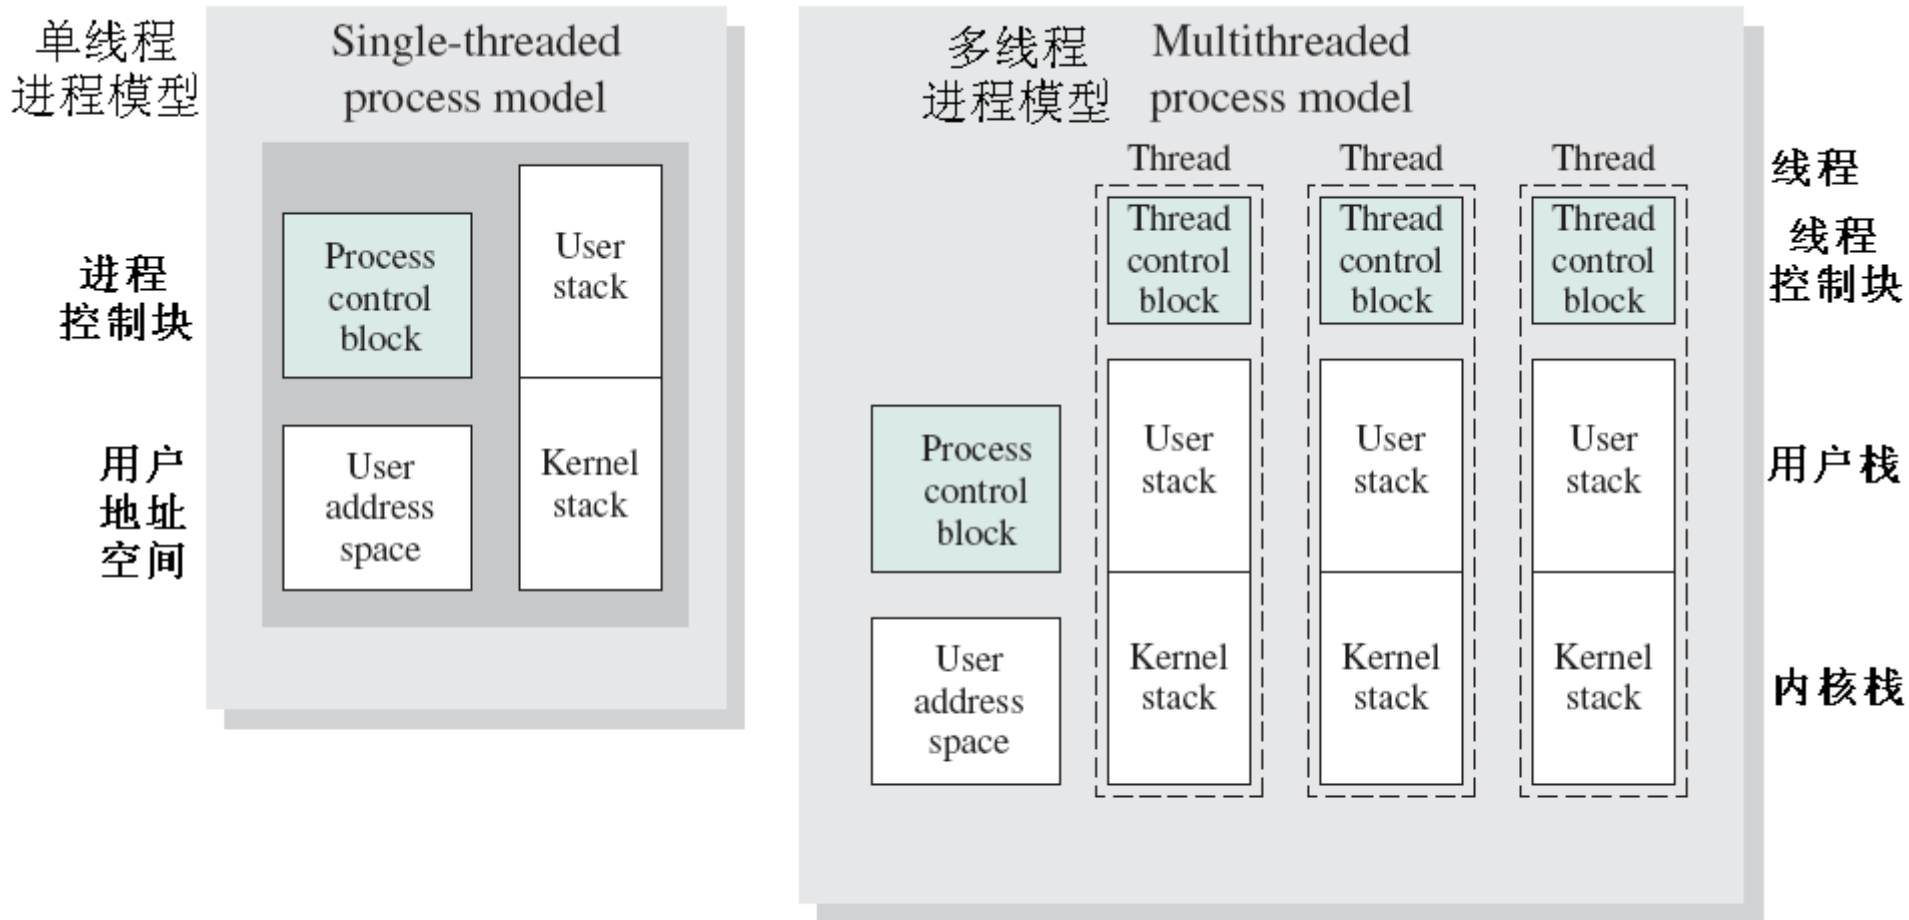 单线程
进程模型
Single-threaded
process model
进程
控制块
Process
control
block
User
stack
用户
地址
空间
User
address
space
Kernel
stack
多线程
进程模型
Multithreaded
process model
Thread
Thread
Thread
线程
Thread
control
block
Thread
control
block
Thread
control
block
线程
控制块
Process
control
block
User
stack
User
stack
User
stack
用户栈
User
address
space
Kernel
stack
Kernel
stack
Kernel
stack
内核栈